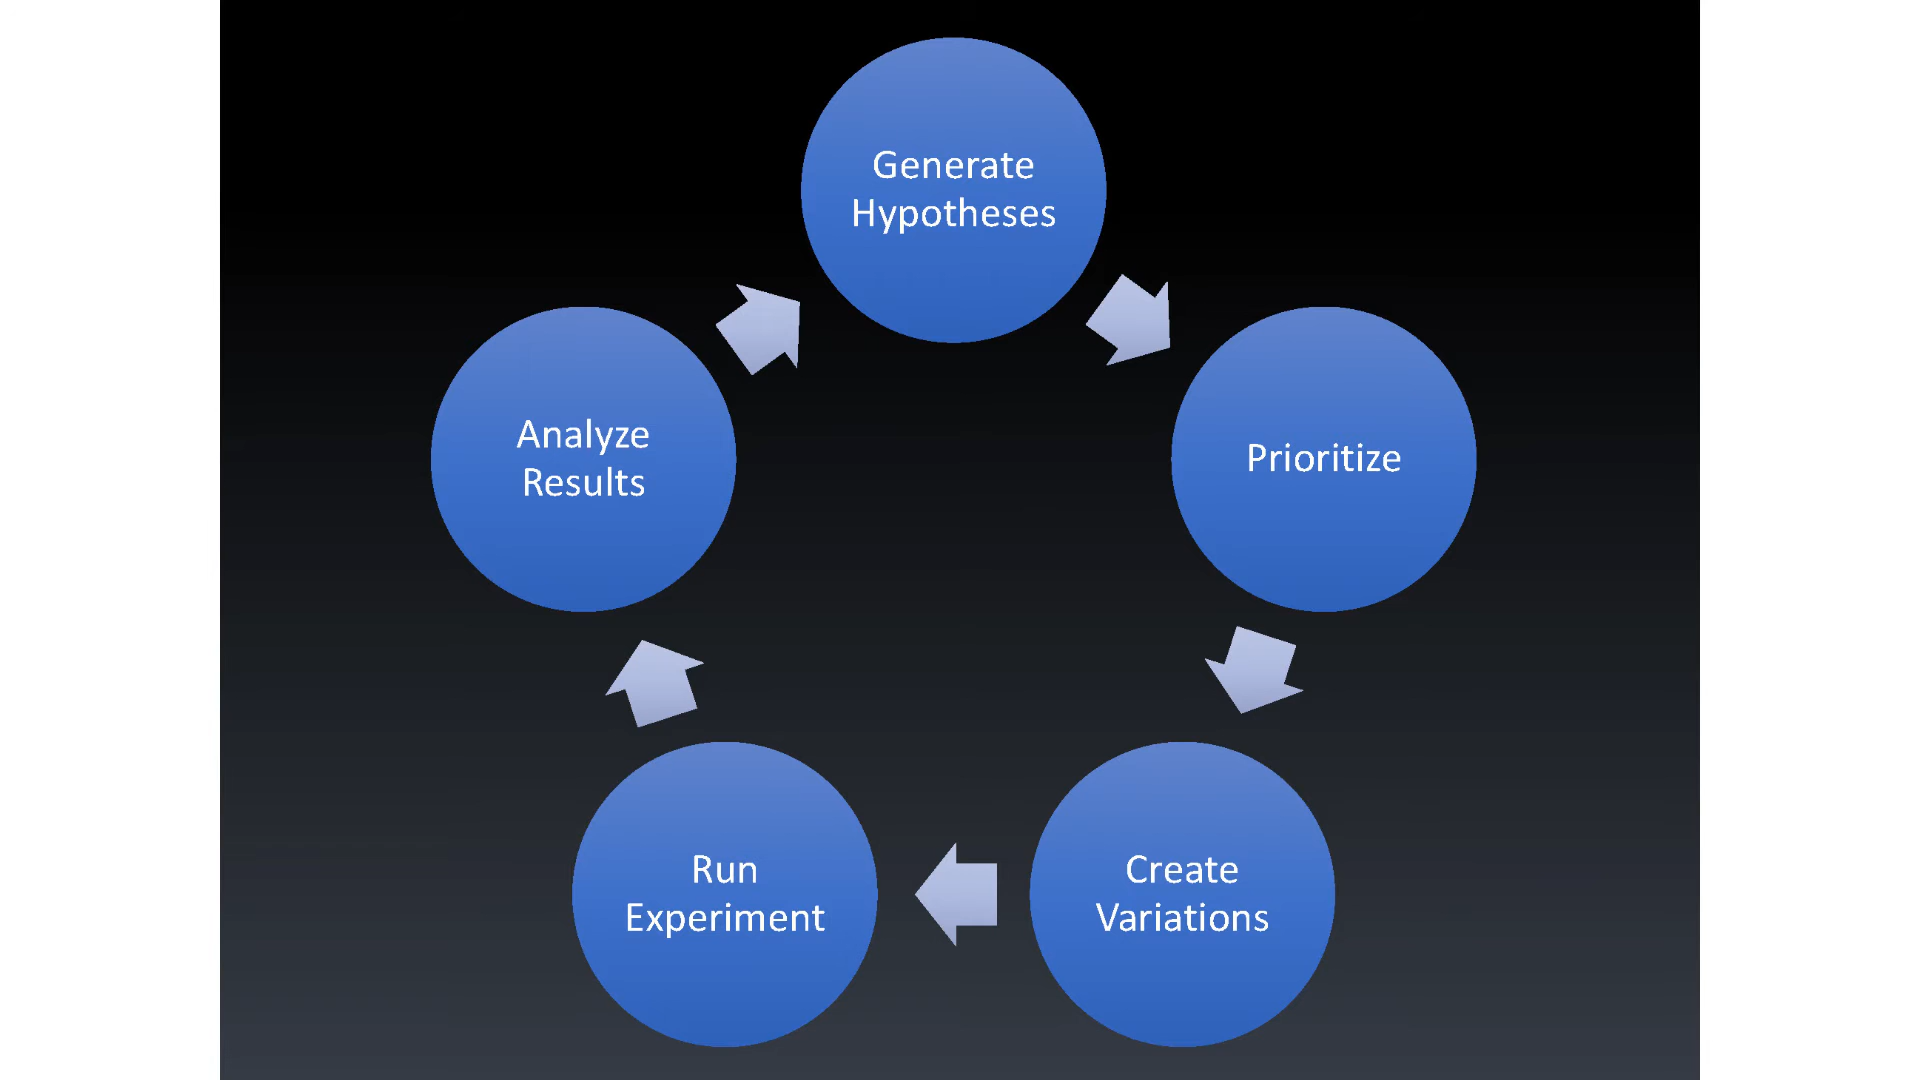 Generate
Hypotheses
Prioritize
Create
Variations
Run
Experiment
Analyze
Results